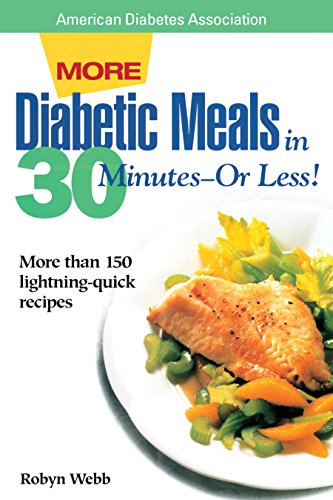 American Diabetes Association
MORE
Diabetic Meals in
30 Minutes–Or Less!
More than 150
lightning-quick
recipes
Robyn Webb